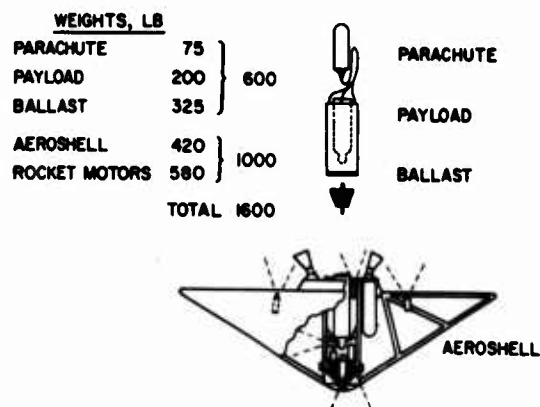 WEIGHTS, LB
PARACHUTE 75
PAYLOAD 200
BALLAST 325
600
AEROSHELL 420
ROCKET MOTORS 580
1000
TOTAL 1600
PARACHUTE
PAYLOAD
BALLAST
AEROSHELL